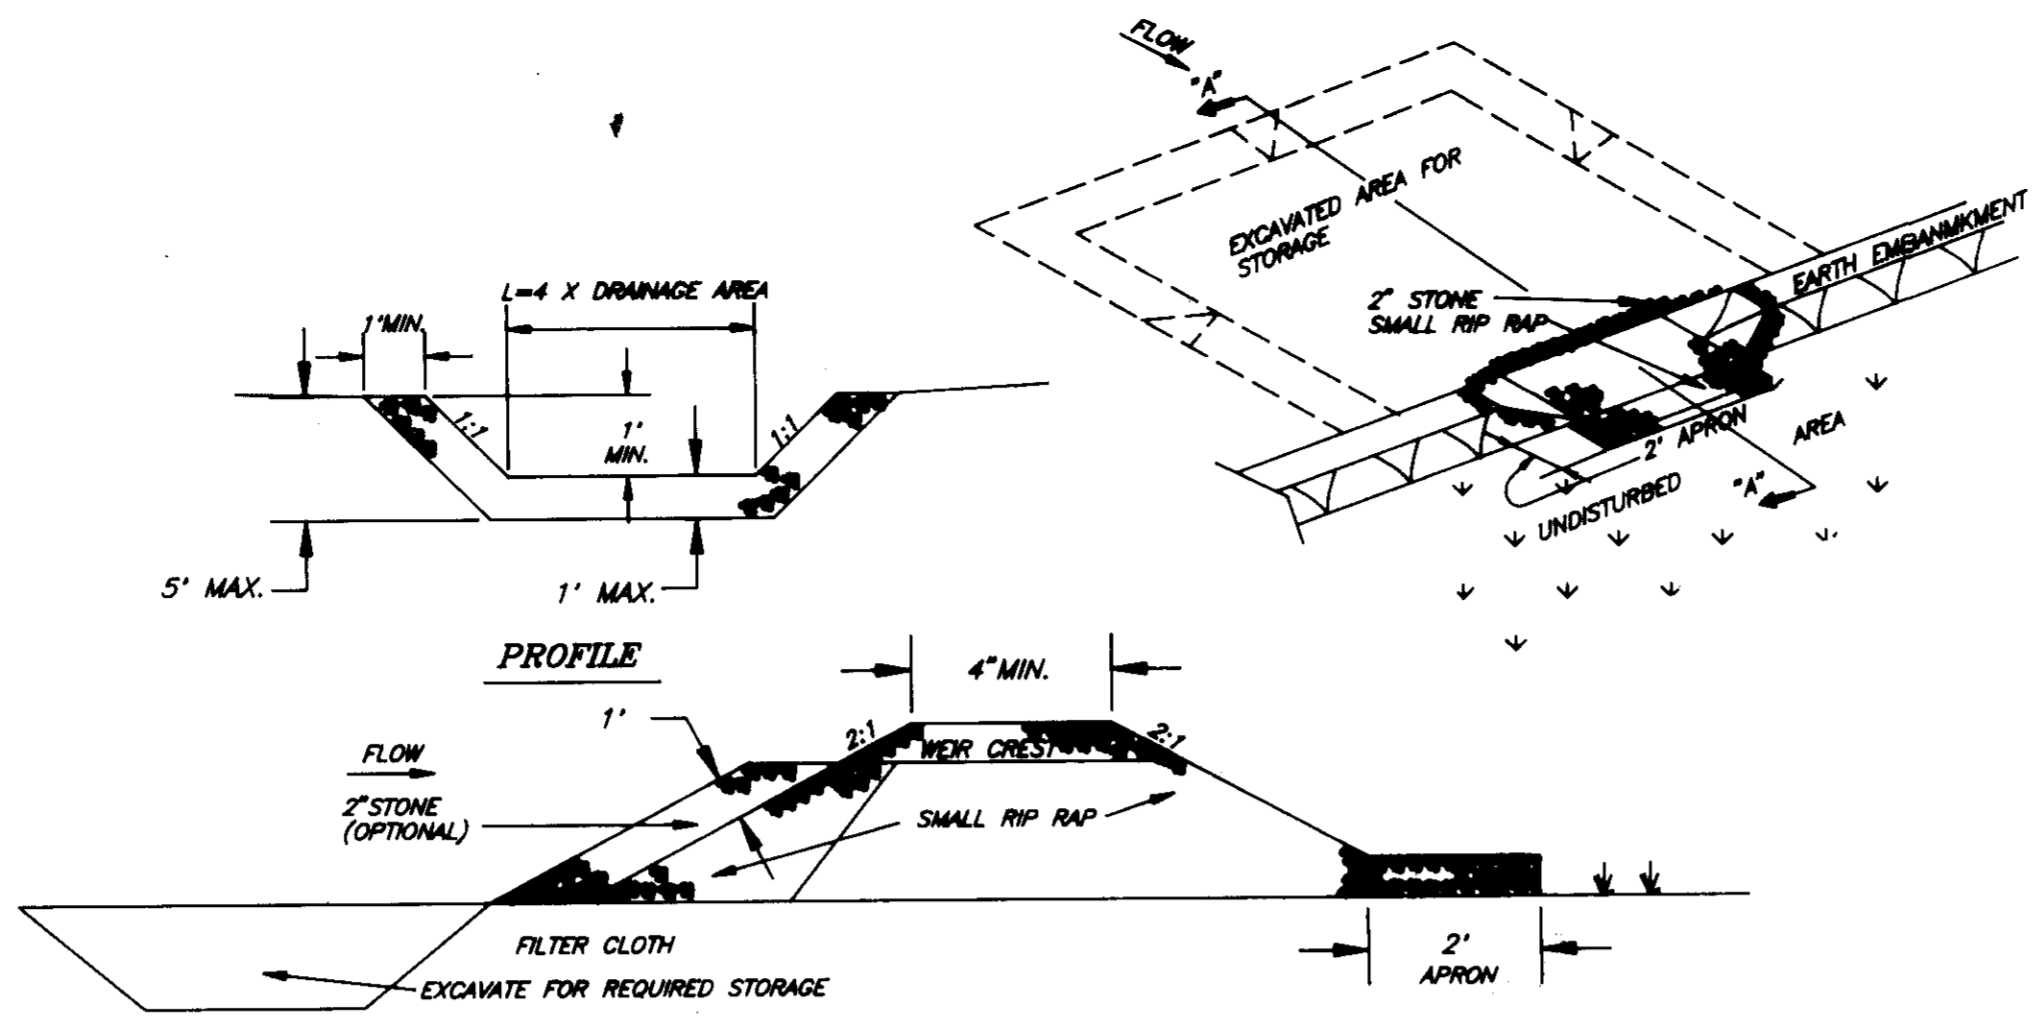 FLOW
"A"
EXCAVATED AREA FOR
STORAGE
EARTH EMBANMKMENT
2" STONE
SMALL RIP RAP
2' APRON
AREA
UNDISTURBED
"A"
L=4 X DRAINAGE AREA
1'MIN.
1:1
1'
MIN.
1:1
5' MAX.
1' MAX.
PROFILE
4"MIN.
1'
2:1
2:1
FLOW
WEIR CREST
2"STONE
(OPTIONAL)
SMALL RIP RAP
FILTER CLOTH
EXCAVATE FOR REQUIRED STORAGE
2'
APRON